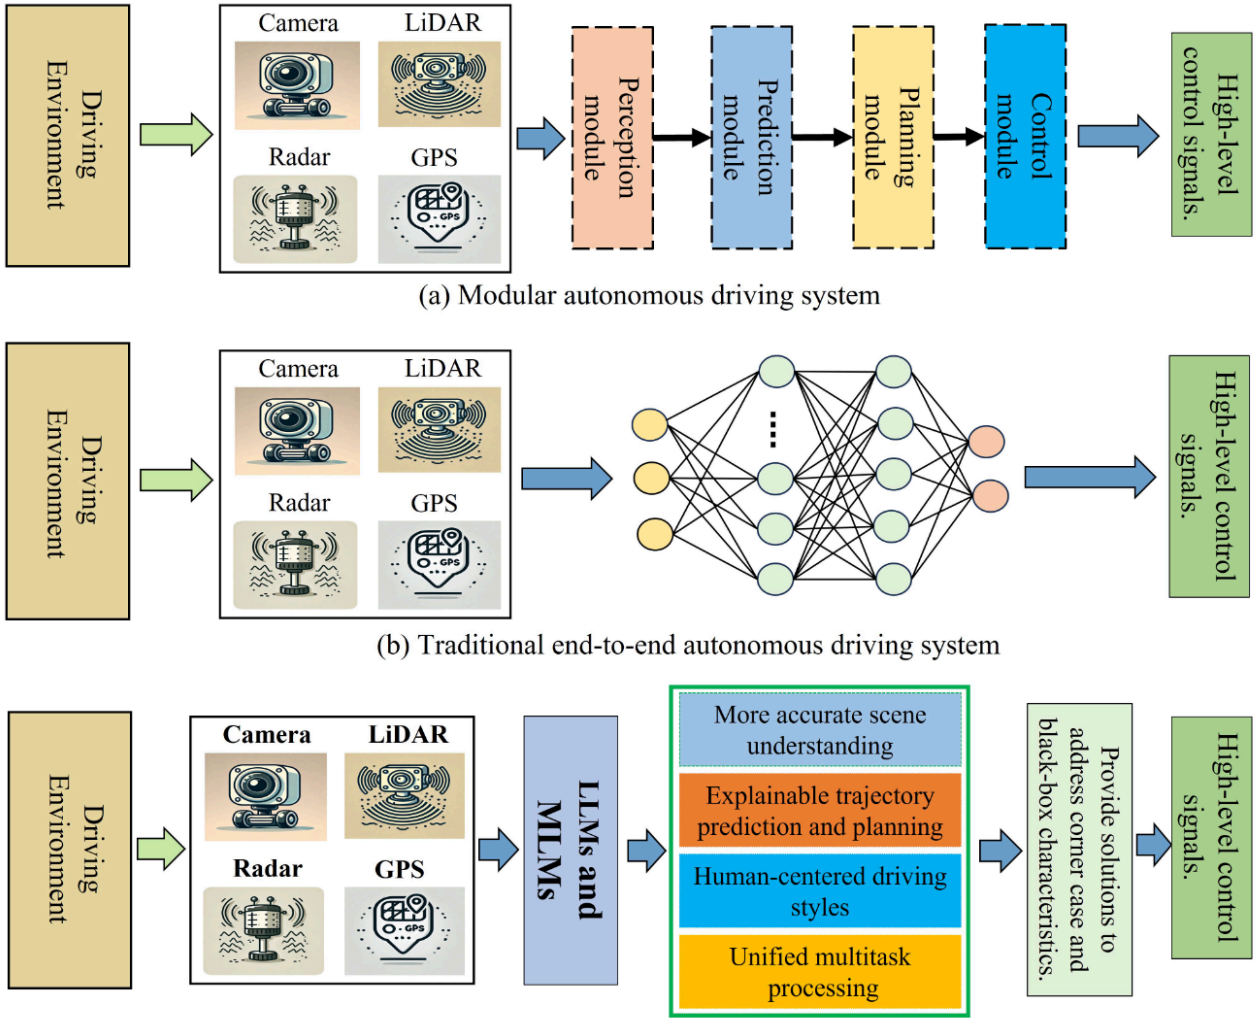 Driving
Environment
Camera
LiDAR
Radar
GPS
GPS
Perception
module
Prediction
module
Planning
module
Control
module
High-level
control signals.
(a) Modular autonomous driving system
Driving
Environment
Camera
LiDAR
Radar
GPS
GPS
High-level control
signals.
(b) Traditional end-to-end autonomous driving system
Driving
Environment
Camera
LiDAR
Radar
GPS
GPS
LLMs and
MLMs
More accurate scene
understanding
Explainable trajectory
prediction and planning
Human-centered driving
styles
Unified multitask
processing
Provide solutions to
address corner case and
black-box characteristics.
High-level control
signals.